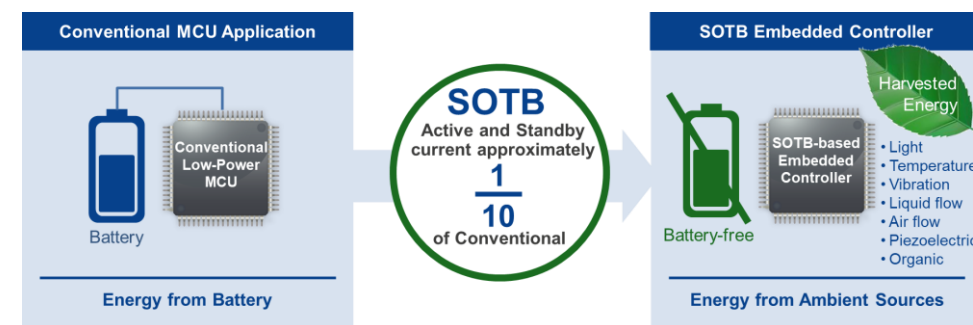 Conventional MCU Application
Conventional
Low-Power
MCU
Battery
Energy from Battery
SOTB
Active and Standby
current approximately
1
10
of Conventional
SOTB Embedded Controller
Harvested
Energy
SOTB-based
Embedded
Controller
Battery-free
• Light
• Temperature
• Vibration
• Liquid flow
• Air flow
• Piezoelectric
• Organic
Energy from Ambient Sources